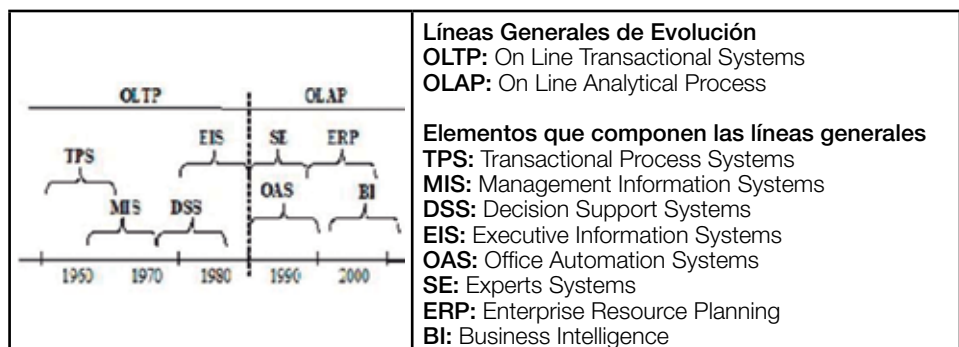 OLTP OLAP
EIS SE ERP
TPS
OAS BI
MIS DSS
1960 1970 1980 1990 2000
Líneas Generales de Evolución
OLTP: On Line Transactional Systems
OLAP: On Line Analytical Process
Elementos que componen las líneas generales
TPS: Transactional Process Systems
MIS: Management Information Systems
DSS: Decision Support Systems
EIS: Executive Information Systems
OAS: Office Automation Systems
SE: Experts Systems
ERP: Enterprise Resource Planning
BI: Business Intelligence